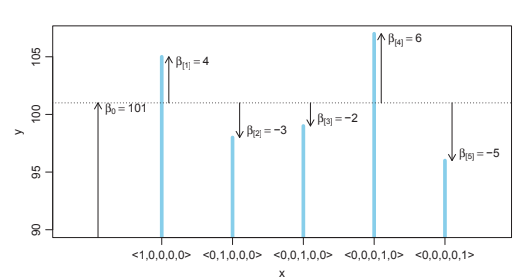 105
100
95
90
y
β₀ = 101
β[1] = 4
β[2] = −3
β[3] = −2
β[4] = 6
β[5] = −5
<1,0,0,0,0>
<0,1,0,0,0>
<0,0,1,0,0>
<0,0,0,1,0>
<0,0,0,0,1>
x